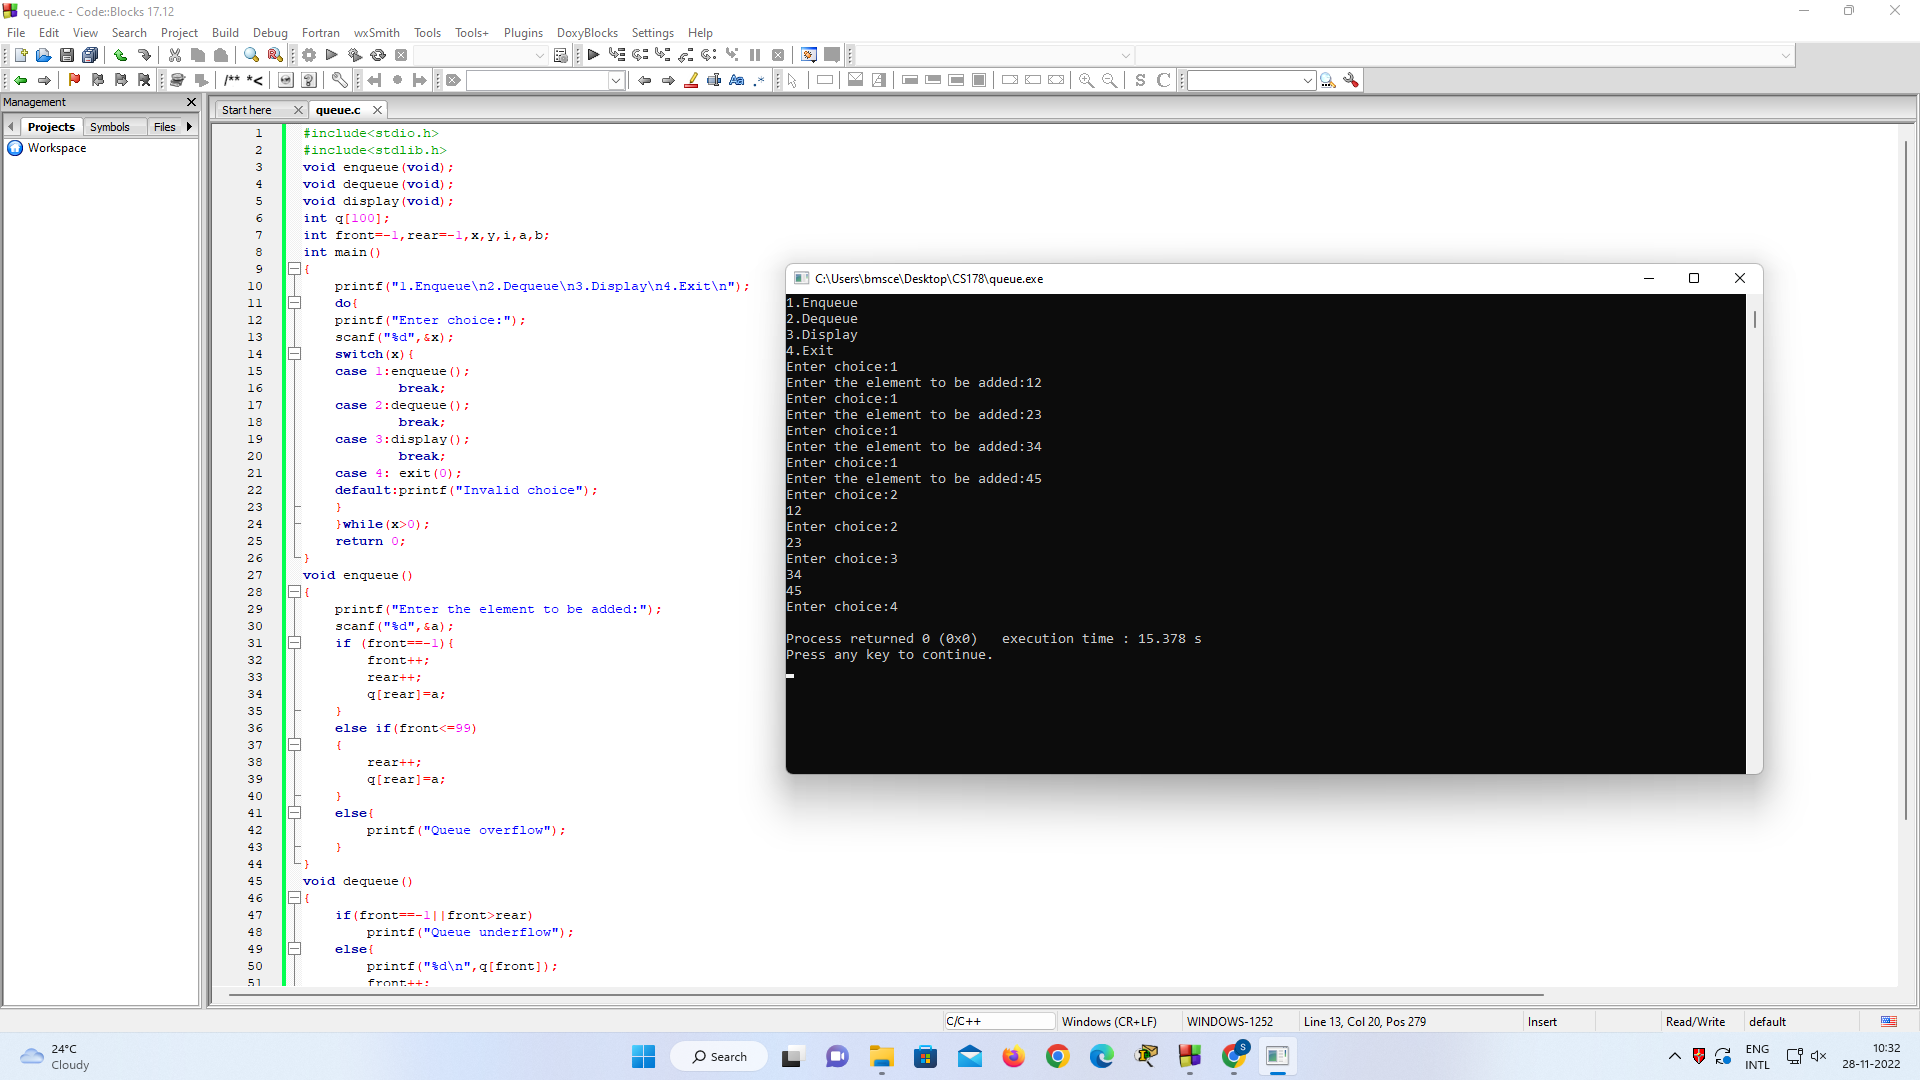 queue.c - Code::Blocks 17.12
File Edit View Search Project Build Debug Fortran wxSmith Tools Tools+ Plugins DoxyBlocks Settings Help
/** *<
Aa .*
S C
Management
Projects Symbols Files
Workspace
Start here queue.c
1 #include<stdio.h>
2 #include<stdlib.h>
3 void enqueue(void);
4 void dequeue(void);
5 void display(void);
6 int q[100];
7 int front=-1,rear=-1,x,y,i,a,b;
8 int main()
9 {
10 printf("1.Enqueue\n2.Dequeue\n3.Display\n4.Exit\n");
11 do{
12 printf("Enter choice:");
13 scanf("%d",&x);
14 switch(x){
15 case 1:enqueue();
16 break;
17 case 2:dequeue();
18 break;
19 case 3:display();
20 break;
21 case 4: exit(0);
22 default:printf("Invalid choice");
23 }
24 }while(x>0);
25 return 0;
26 }
27 void enqueue()
28 {
29 printf("Enter the element to be added:");
30 scanf("%d",&a);
31 if (front==-1){
32 front++;
33 rear++;
34 q[rear]=a;
35 }
36 else if(front<=99)
37 {
38 rear++;
39 q[rear]=a;
40 }
41 else{
42 printf("Queue overflow");
43 }
44 }
45 void dequeue()
46 {
47 if(front==-1||front>rear)
48 printf("Queue underflow");
49 else{
50 printf("%d\n",q[front]);
51 front++;
C:\Users\bmsce\Desktop\CS178\queue.exe
1.Enqueue
2.Dequeue
3.Display
4.Exit
Enter choice:1
Enter the element to be added:12
Enter choice:1
Enter the element to be added:23
Enter choice:1
Enter the element to be added:34
Enter choice:1
Enter the element to be added:45
Enter choice:2
12
Enter choice:2
23
Enter choice:3
34
45
Enter choice:4
Process returned 0 (0x0) execution time : 15.378 s
Press any key to continue.
C/C++ Windows (CR+LF) WINDOWS-1252 Line 13, Col 20, Pos 279 Insert Read/Write default
24°C
Cloudy
Search
S
ENG
INTL
10:32
28-11-2022